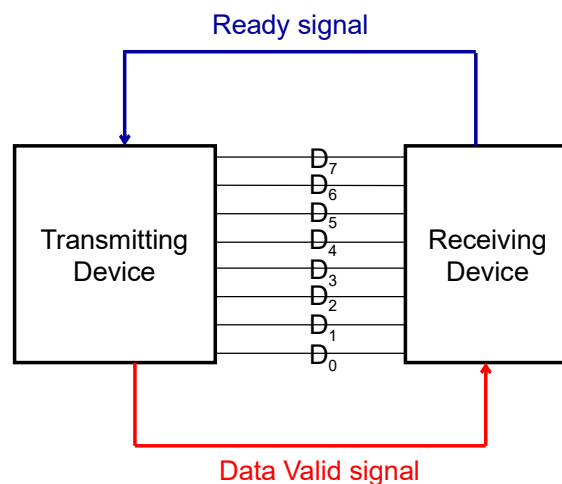 Ready signal
Transmitting
Device
D7
D6
D5
D4
D3
D2
D1
D0
Receiving
Device
Data Valid signal